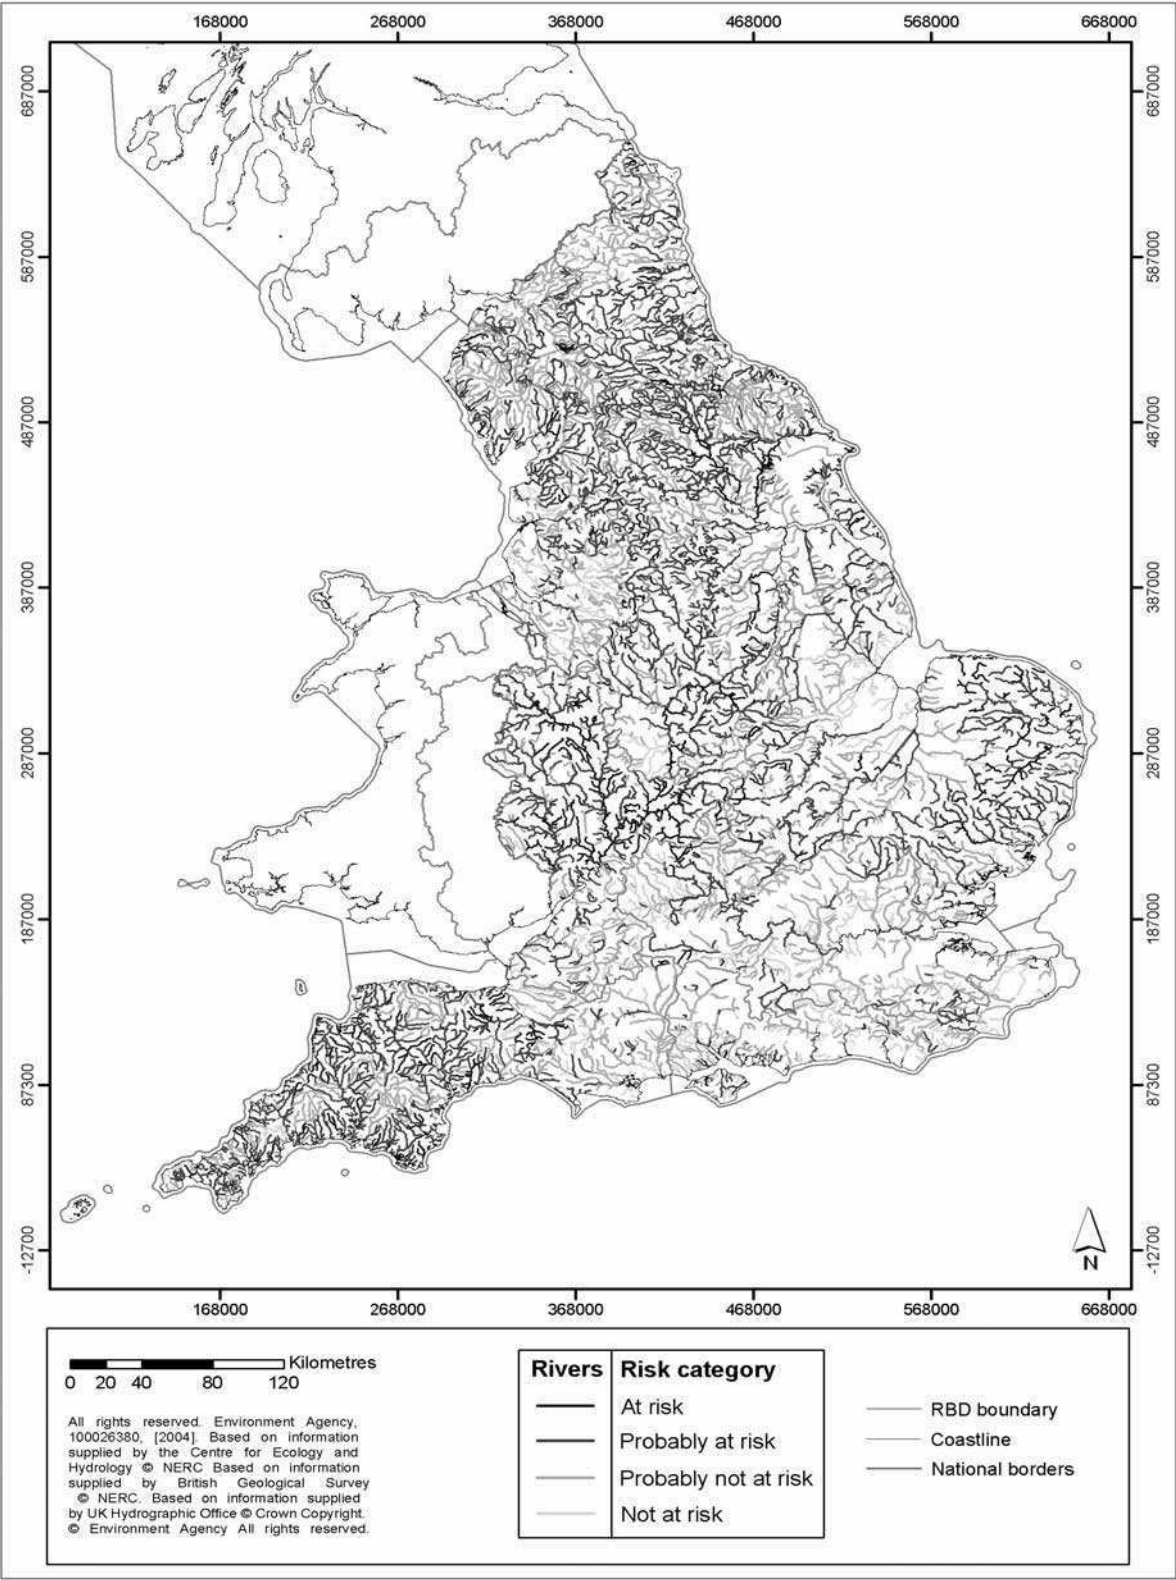 168000 268000 368000 468000 568000 668000
687000 687000
587000 587000
487000 487000
387000 387000
287000 287000
187000 187000
87300 87300
-12700 -12700
N
168000 268000 368000 468000 568000 668000
Kilometres
0 20 40 80 120
All rights reserved. Environment Agency,
100026380, [2004]. Based on information
supplied by the Centre for Ecology and
Hydrology © NERC Based on information
supplied by British Geological Survey
© NERC. Based on information supplied
by UK Hydrographic Office © Crown Copyright.
© Environment Agency All rights reserved.
Rivers Risk category
At risk
Probably at risk
Probably not at risk
Not at risk
RBD boundary
Coastline
National borders